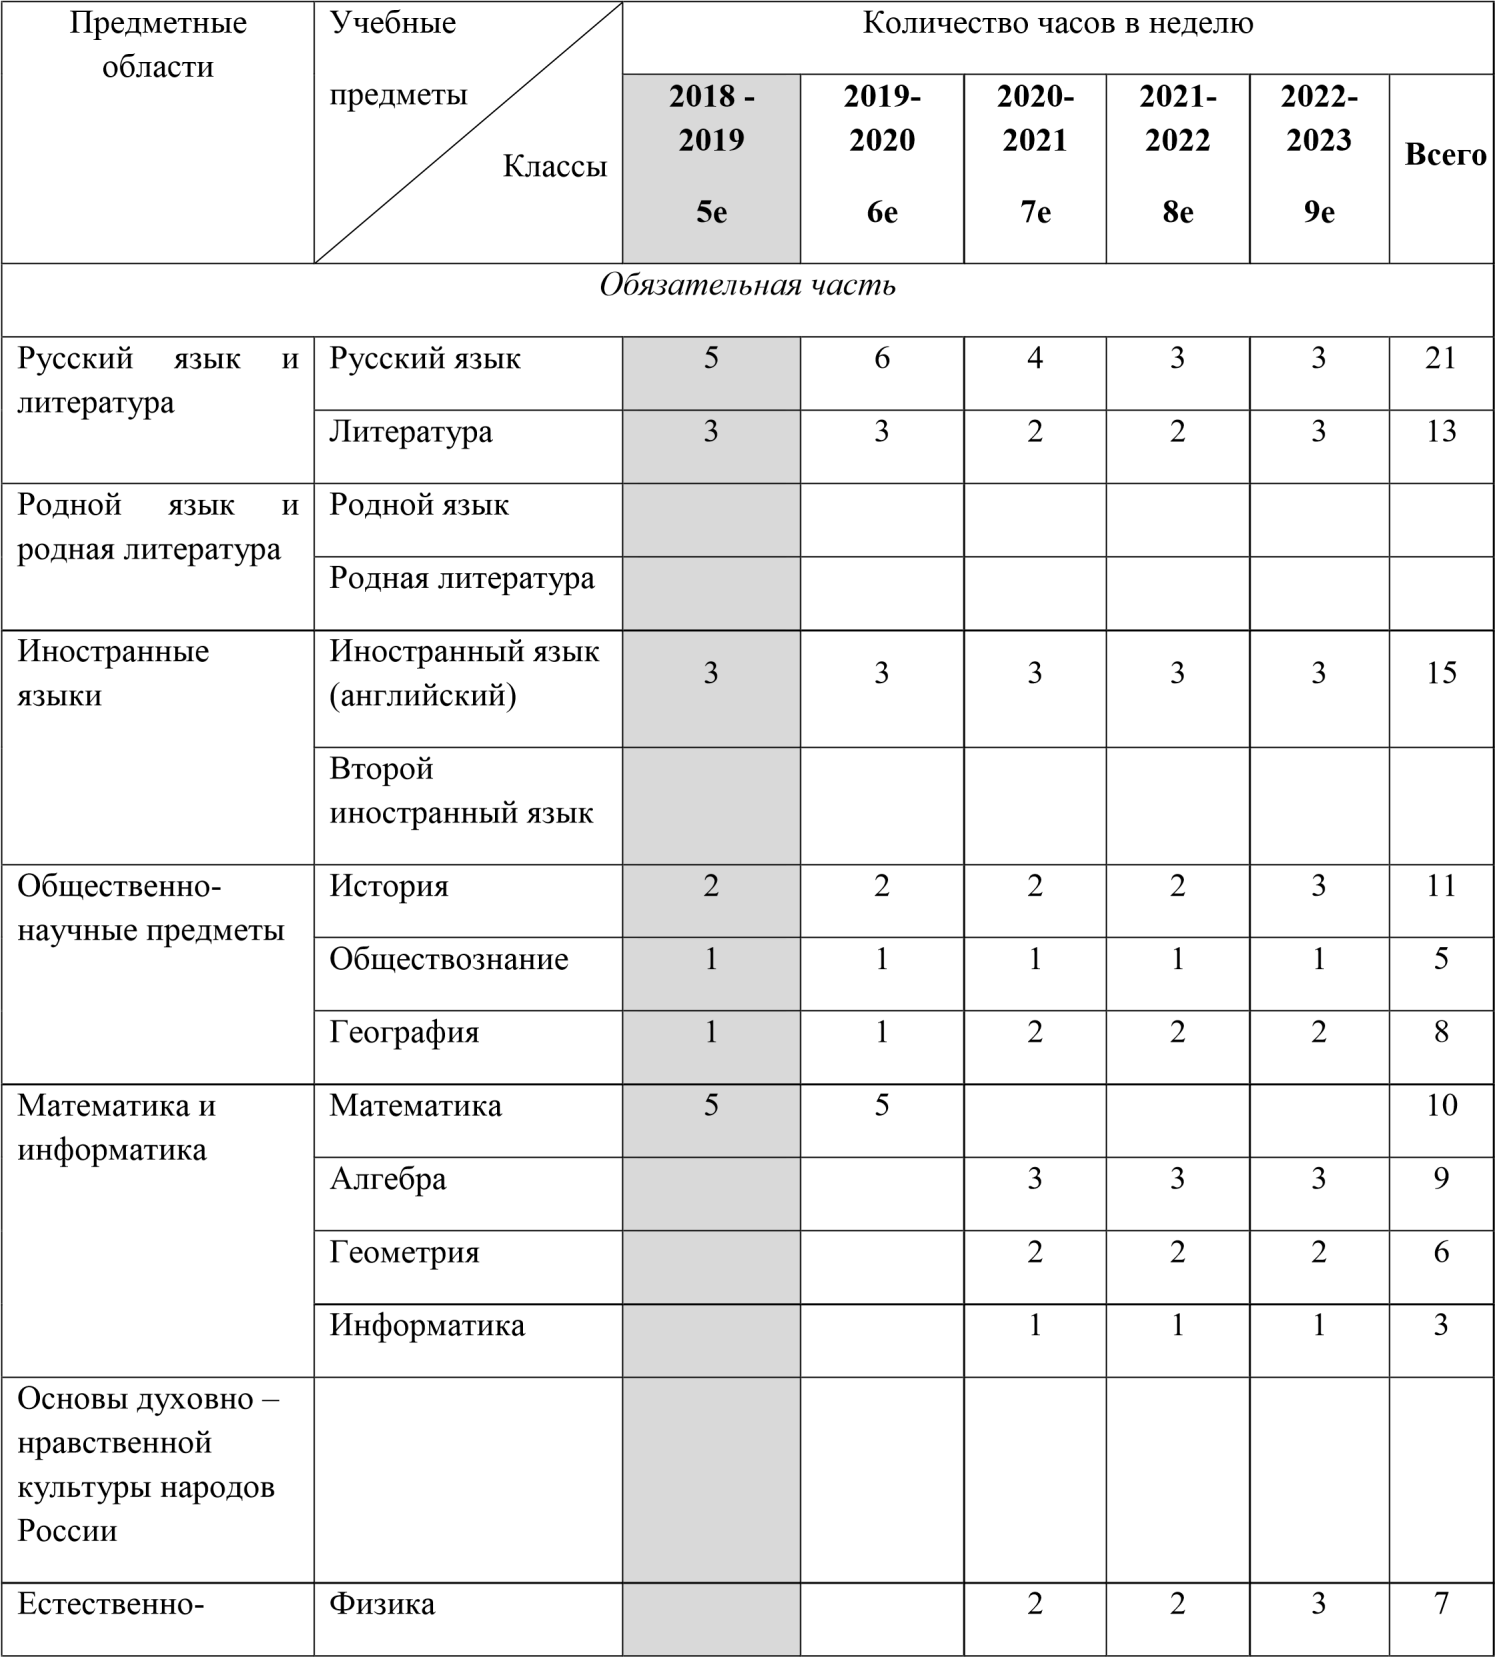 Предметные области
Учебные предметы
Классы
Количество часов в неделю
2018 - 2019 5е
2019- 2020 6е
2020- 2021 7е
2021- 2022 8е
2022- 2023 9е
Всего
Обязательная часть
Русский язык и литература
Русский язык 5 6 4 3 3 21
Литература 3 3 2 2 3 13
Родной язык и родная литература
Родной язык
Родная литература
Иностранные языки
Иностранный язык (английский) 3 3 3 3 3 15
Второй иностранный язык
Общественно- научные предметы
История 2 2 2 2 3 11
Обществознание 1 1 1 1 1 5
География 1 1 2 2 2 8
Математика и информатика
Математика 5 5 10
Алгебра 3 3 3 9
Геометрия 2 2 2 6
Информатика 1 1 1 3
Основы духовно – нравственной культуры народов России
Естественно-
Физика 2 2 3 7